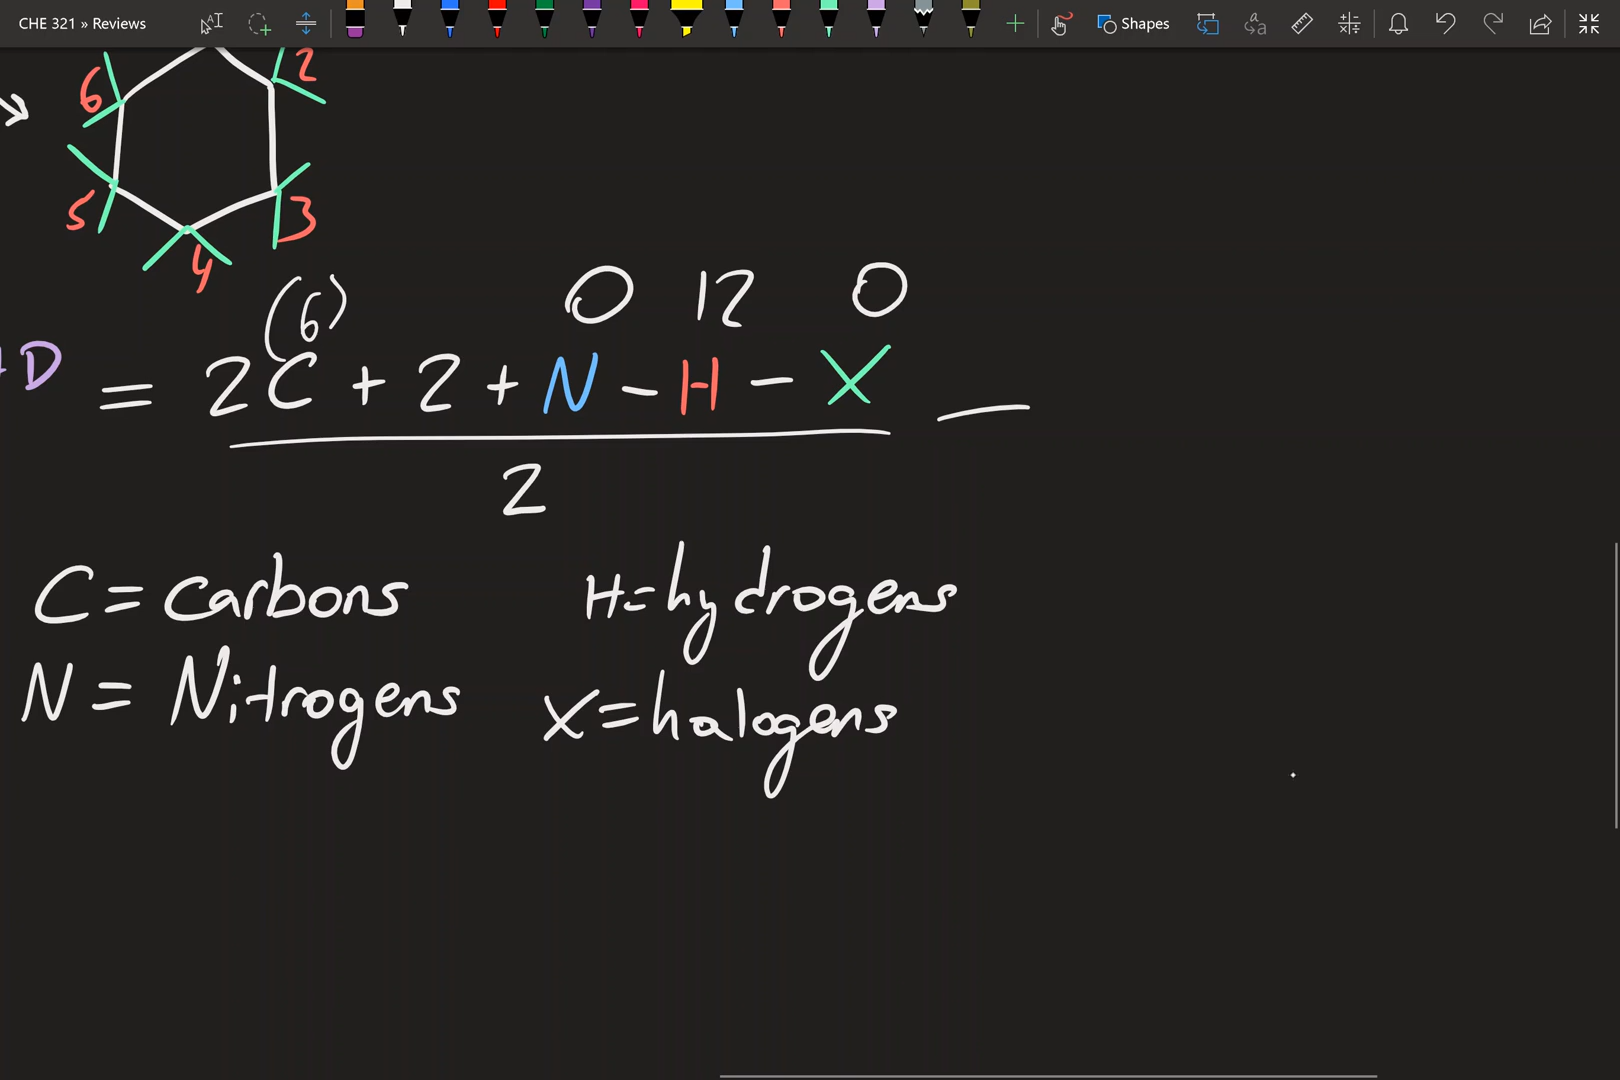 CHE 321 » Reviews
Shapes
6 2
5 3
4
(6) 0 12 0
D = 2C + 2 + N - H - X
2
C = carbons H = hydrogens
N = Nitrogens X = halogens